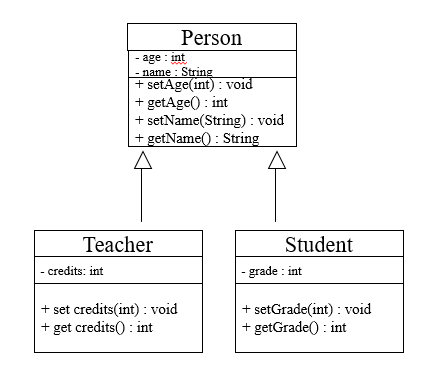 Person
- age : int
- name : String
+ setAge(int) : void
+ getAge() : int
+ setName(String) : void
+ getName() : String
Teacher
- credits: int
+ set credits(int) : void
+ get credits() : int
Student
- grade : int
+ setGrade(int) : void
+ getGrade() : int